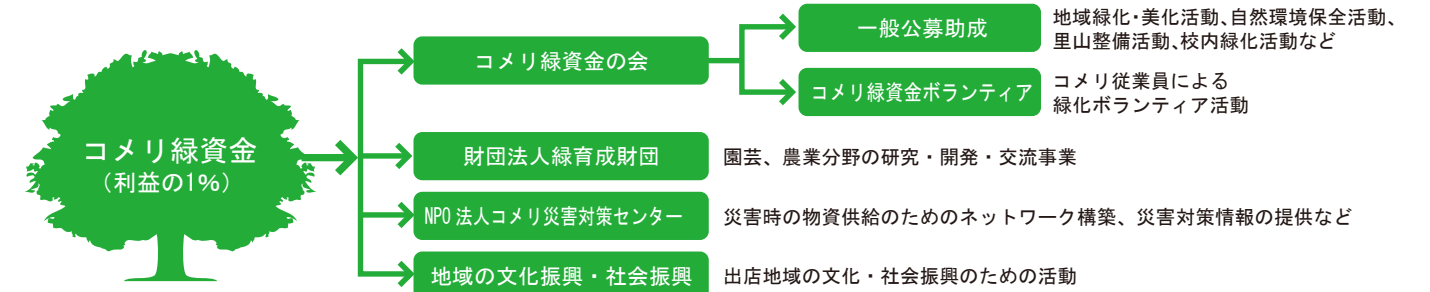 コメリ緑資金
(利益の1%)
コメリ緑資金の会
一般公募助成
地域緑化・美化活動、自然環境保全活動、
里山整備活動、校内緑化活動など
コメリ緑資金ボランティア
コメリ従業員による
緑化ボランティア活動
財団法人緑育成財団
園芸、農業分野の研究・開発・交流事業
NPO法人コメリ災害対策センター
災害時の物資供給のためのネットワーク構築、災害対策情報の提供など
地域の文化振興・社会振興
出店地域の文化・社会振興のための活動